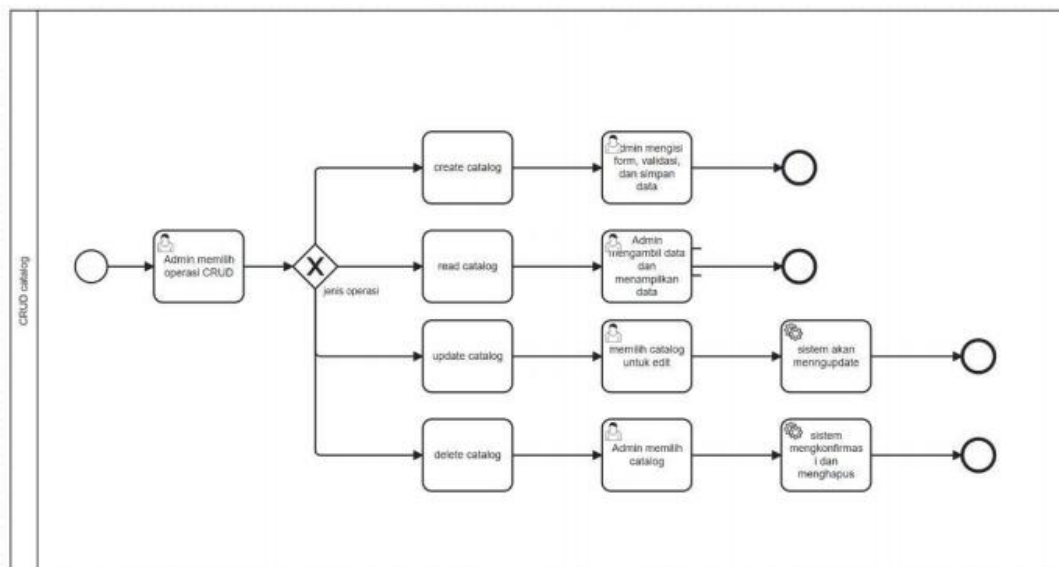 CRUD catalog
Admin memilih
operasi CRUD
jenis operasi
create catalog
Admin mengisi
form, validasi,
dan simpan
data
read catalog
Admin
mengambil data
dan
menampilkan
data
update catalog
memilih catalog
untuk edit
sistem akan
menngupdate
delete catalog
Admin memilih
catalog
sistem
mengkonfirmas
i dan
menghapus